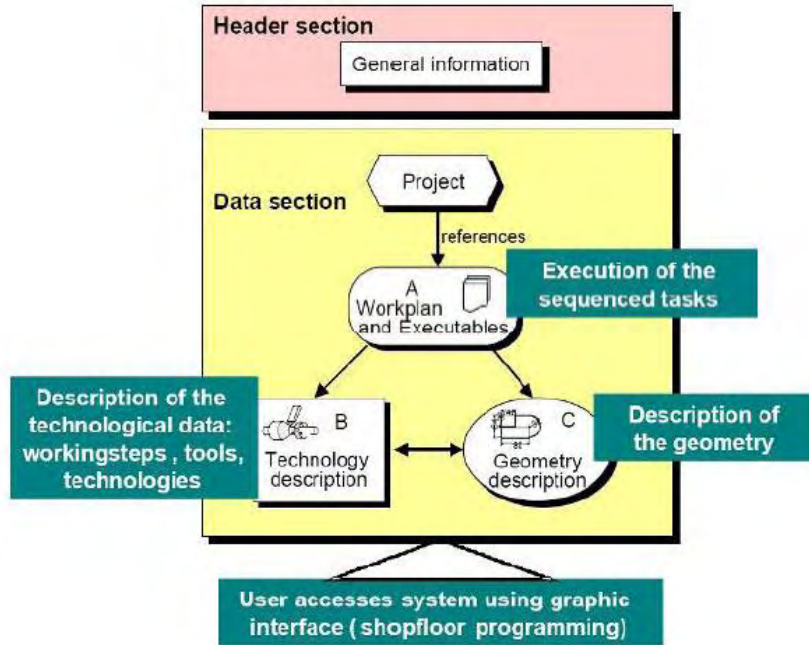 Header section
General information
Data section
Project
references
A
Workplan
and Executables
Execution of the
sequenced tasks
Description of the
technological data:
workingsteps , tools,
technologies
B
Technology
description
C
Geometry
description
Description of
the geometry
User accesses system using graphic
interface ( shopfloor programming)